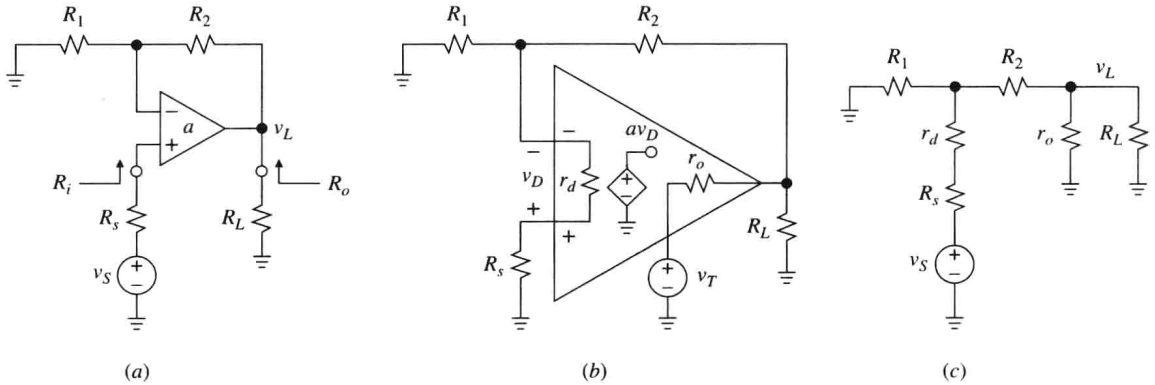 R1
R2
a
−
+
vL
Ri
Rs
RL
Ro
vS
+
−
(a)
R1
R2
−
−
vD
rd
+
+
avD
+
−
ro
RL
Rs
+
−
vT
(b)
R1
R2
vL
rd
ro
RL
Rs
vS
+
−
(c)